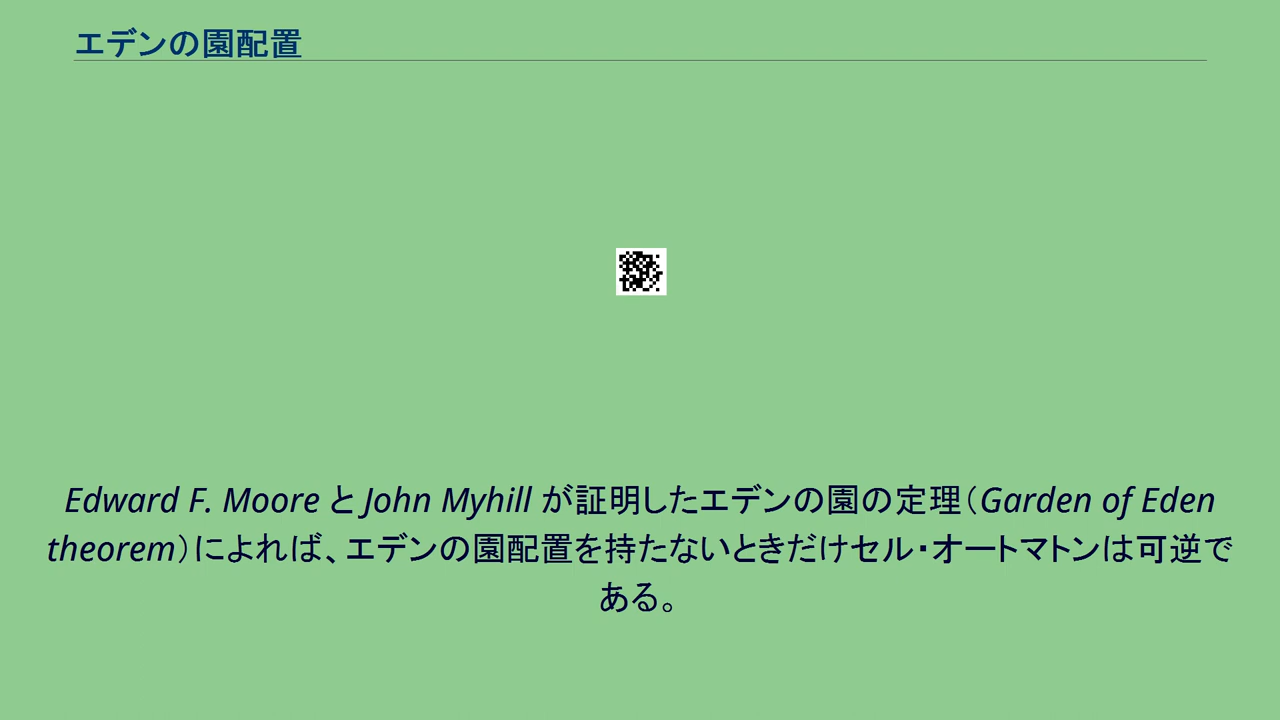 エデンの園配置
Edward F. Moore と John Myhill が証明したエデンの園の定理（Garden of Eden
theorem）によれば、エデンの園配置を持たないときだけセル・オートマトンは可逆で
ある。